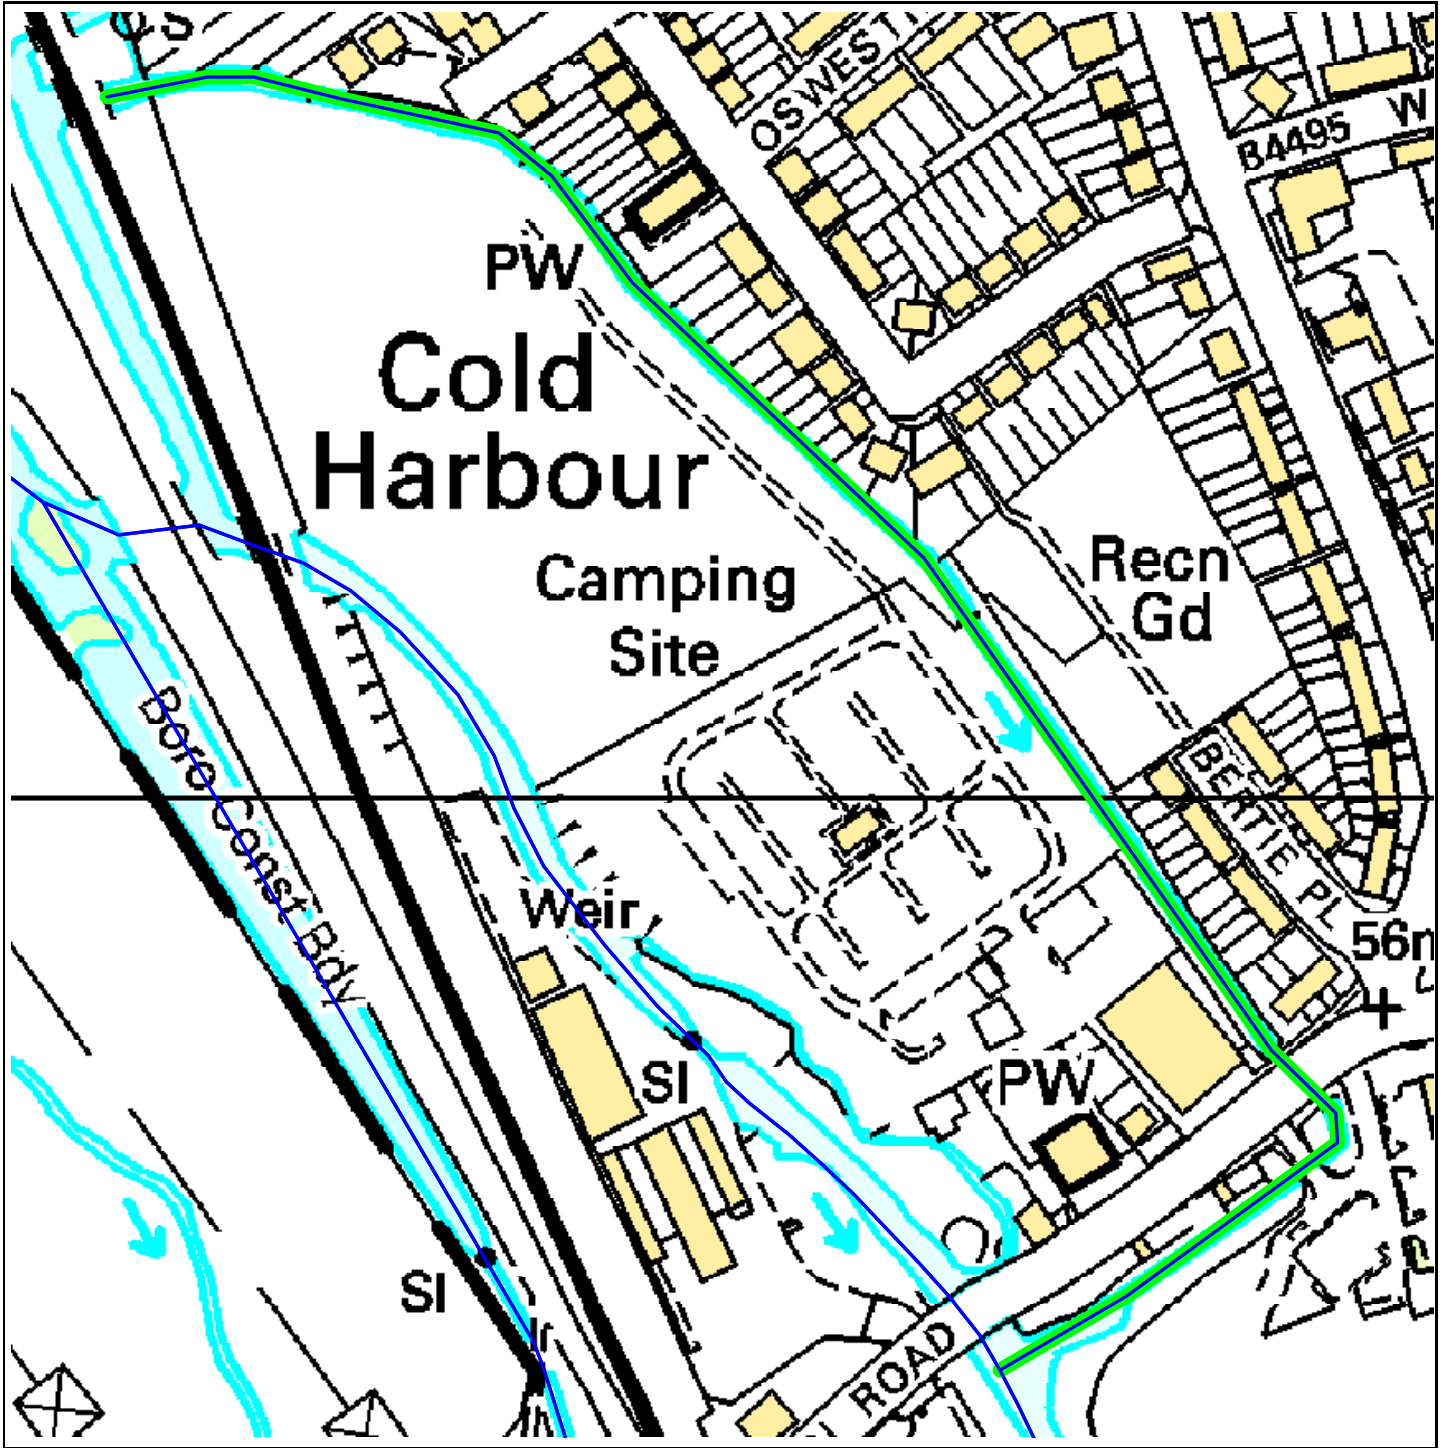 OSWEST
B4495
W
PW
Cold
Harbour
Camping
Site
Recn
Gd
Boro Const Bdy
BERTIE PL
Weir
56m
SI
PW
SI
ROAD